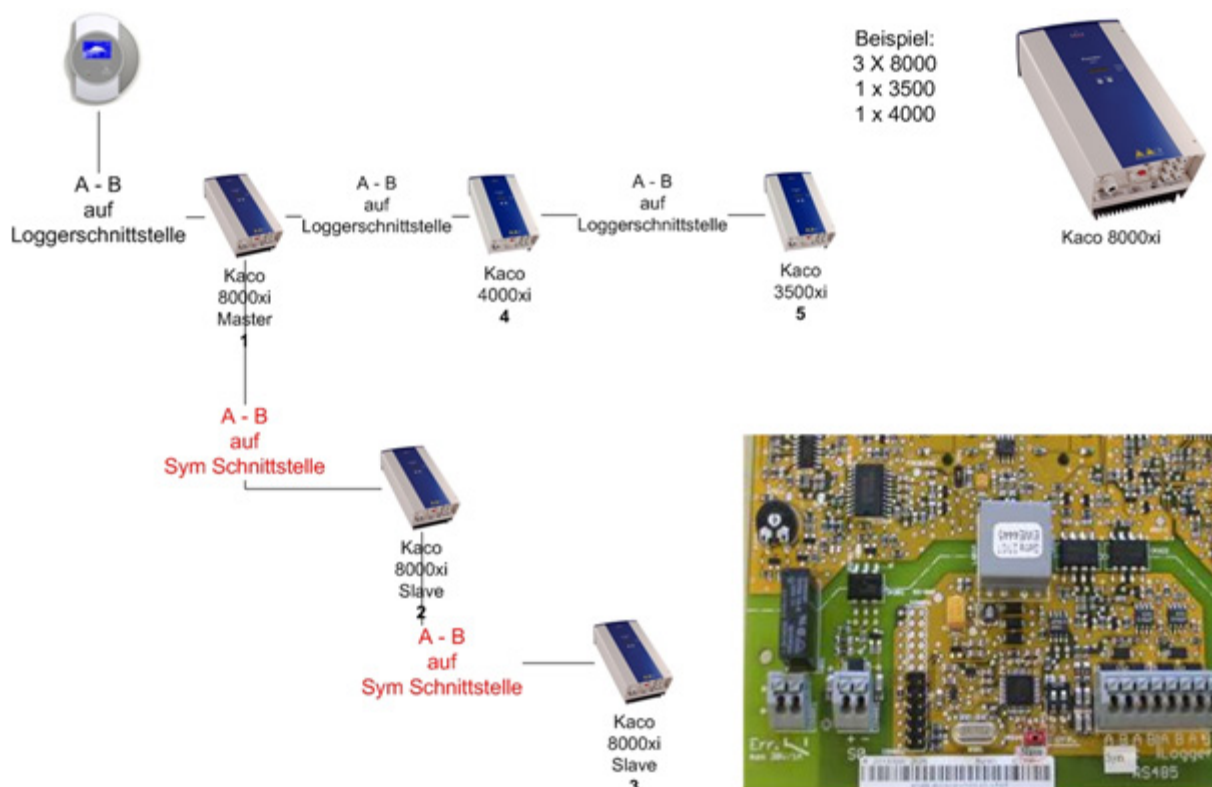 Beispiel:
3 X 8000
1 x 3500
1 x 4000
Kaco 8000xi
A - B
auf
Loggerschnittstelle
Kaco
8000xi
Master
1
A - B
auf
Loggerschnittstelle
Kaco
4000xi
4
A - B
auf
Loggerschnittstelle
Kaco
3500xi
5
A - B
auf
Sym Schnittstelle
Kaco
8000xi
Slave
2
A - B
auf
Sym Schnittstelle
Kaco
8000xi
Slave
3
Err.
S0
+ -
A B A B A B A
Sym.
Logger
RS485